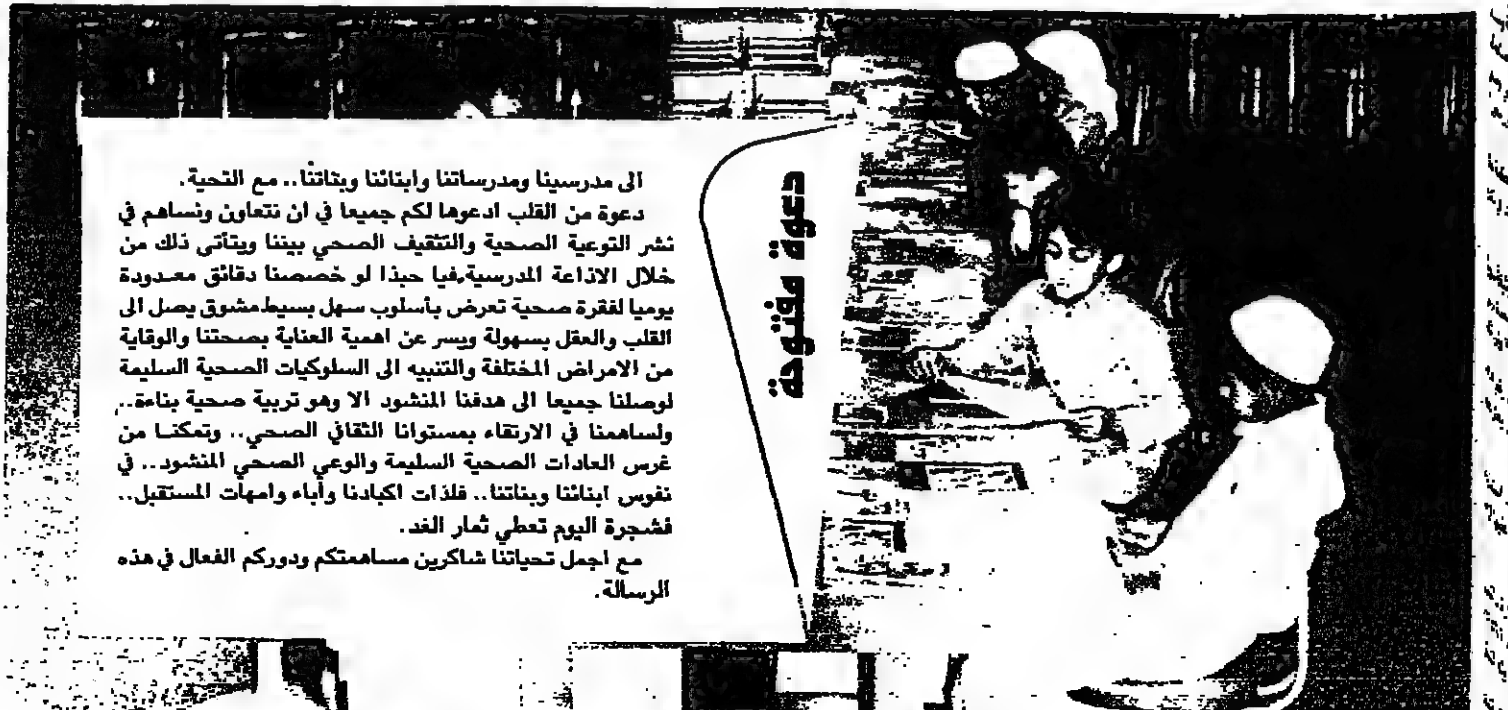 دعوة مفتوحة
الى مدرسينا ومدرساتنا وابنائنا وبناتنا.. مع التحية.
دعوة من القلب ادعوها لكم جميعا في ان نتعاون ونساهم في
نشر التوعية الصحية والتثقيف الصحي بيننا ويتأتى ذلك من
خلال الاذاعة المدرسية,فيا حبذا لو خصصنا دقائق معدودة
يوميا لفقرة صحية تعرض بأسلوب سهل بسيط مشوق يصل الى
القلب والعقل بسهولة ويسر عن اهمية العناية بصحتنا والوقاية
من الامراض المختلفة والتنبيه الى السلوكيات الصحية السليمة
لوصلنا جميعا الى هدفنا المنشود الا وهو تربية صحية بناءة..
ولساهمنا في الارتقاء بمستوانا الثقافي الصحي.. وتمكنا من
غرس العادات الصحية السليمة والوعي الصحي المنشود.. في
نفوس ابنائنا وبناتنا.. فلذات اكبادنا وأباء وامهات المستقبل..
فشجرة اليوم تعطي ثمار الغد.
مع اجمل تحياتنا شاكرين مساهمتكم ودوركم الفعال في هذه
الرسالة.